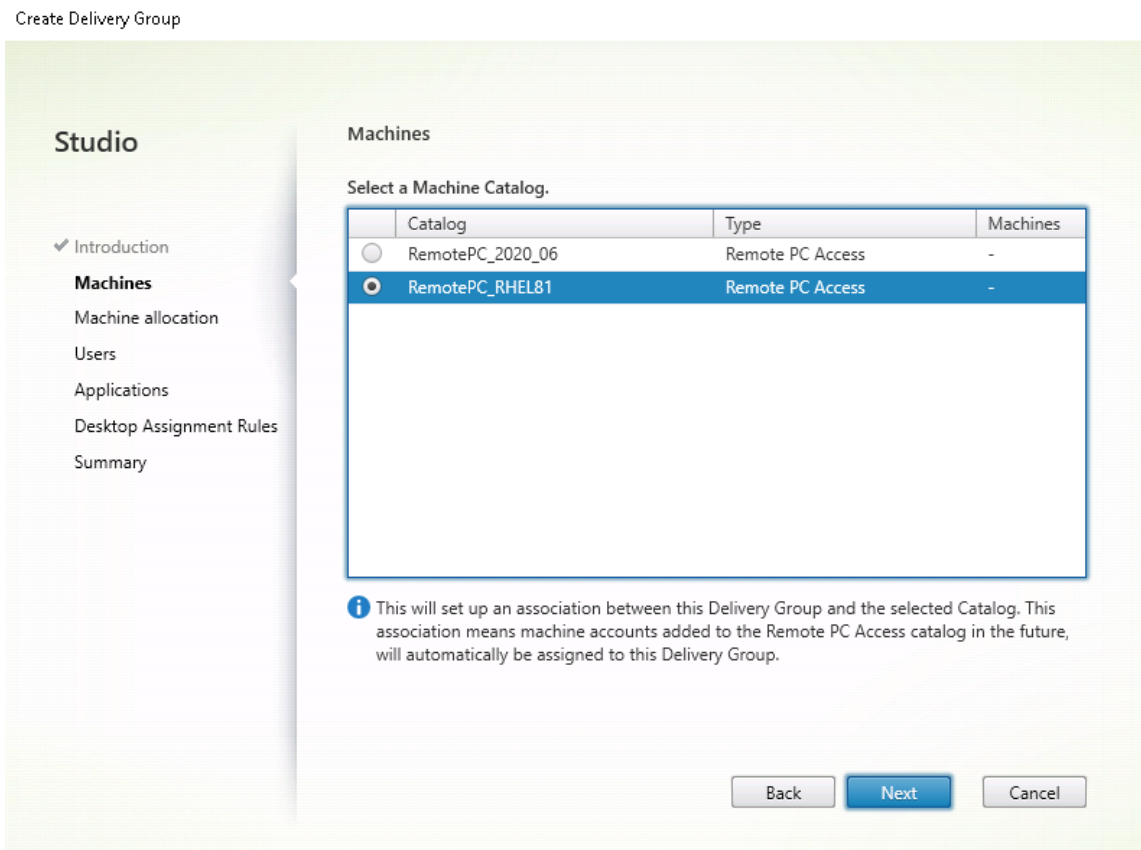 Create Delivery Group
Studio
Introduction
Machines
Machine allocation
Users
Applications
Desktop Assignment Rules
Summary
Machines
Select a Machine Catalog.
Catalog Type Machines
RemotePC_2020_06 Remote PC Access -
RemotePC_RHEL81 Remote PC Access -
This will set up an association between this Delivery Group and the selected Catalog. This
association means machine accounts added to the Remote PC Access catalog in the future,
will automatically be assigned to this Delivery Group.
Back Next Cancel